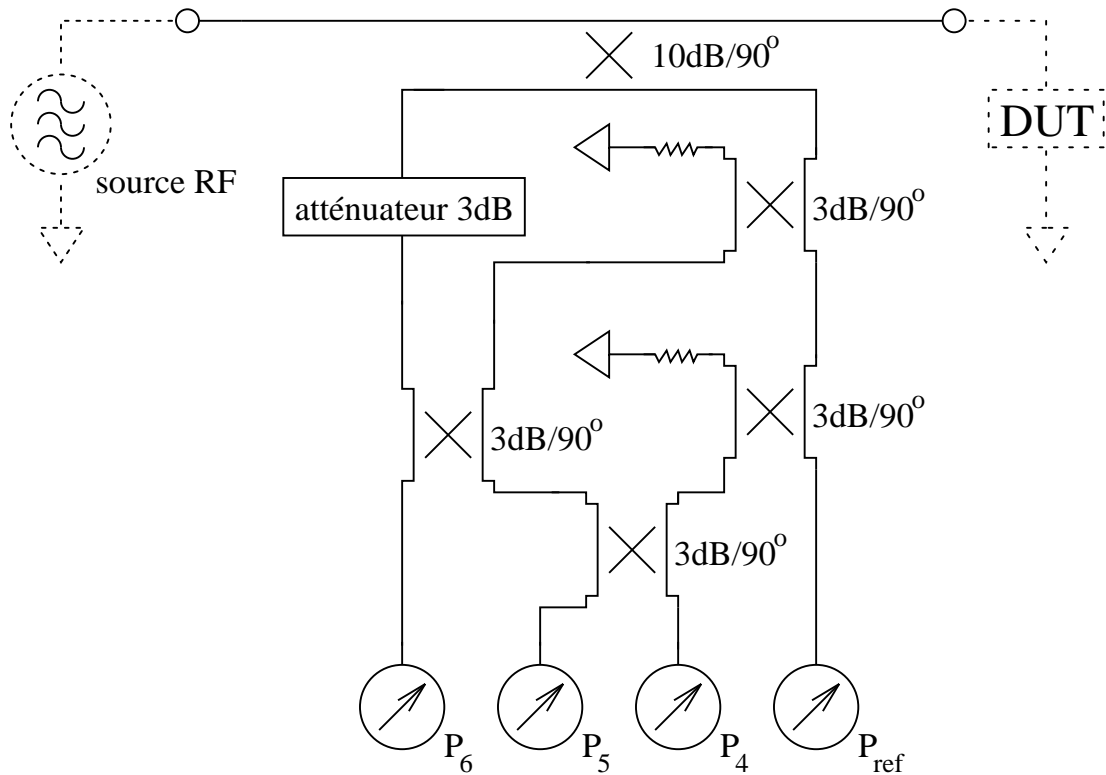 10dB/90°
DUT
source RF
atténuateur 3dB
3dB/90°
3dB/90°
3dB/90°
3dB/90°
P6
P5
P4
Pref